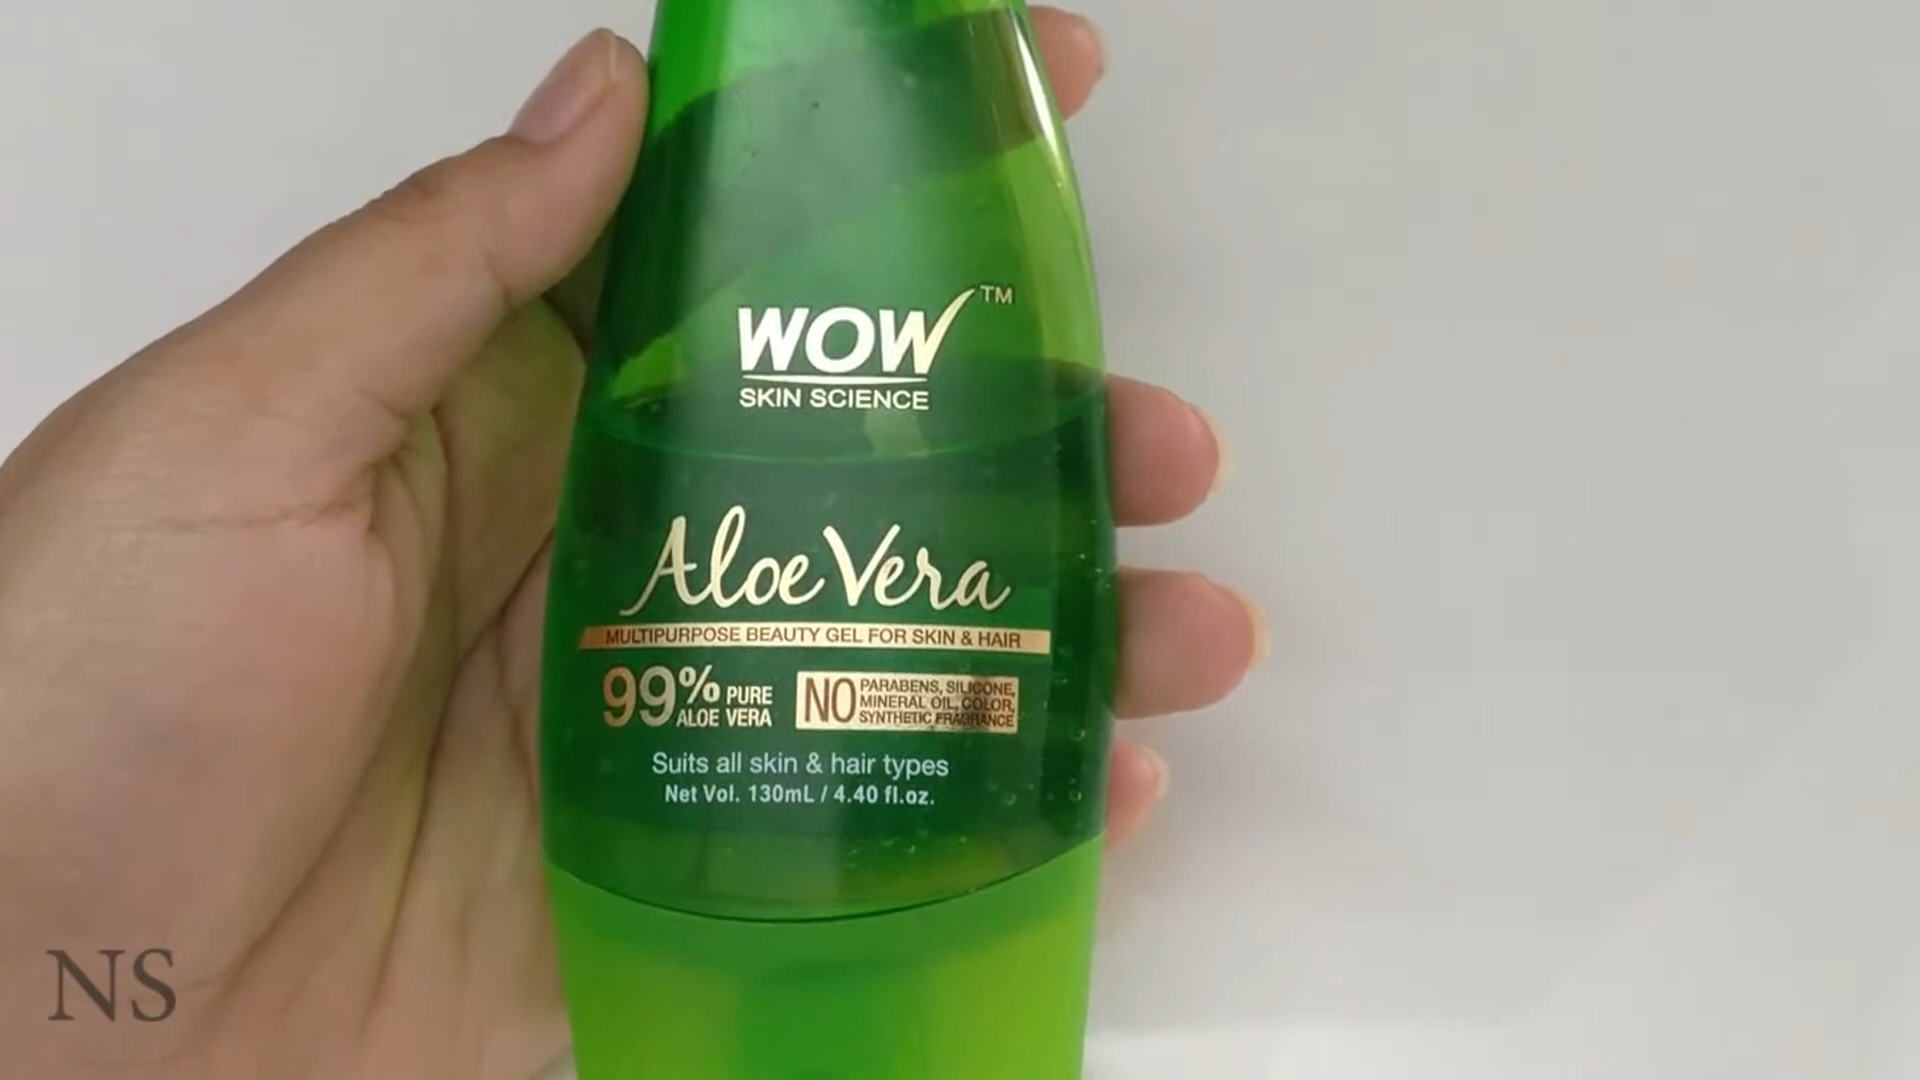 WOW™
SKIN SCIENCE
Aloe Vera
MULTIPURPOSE BEAUTY GEL FOR SKIN & HAIR
99% PURE
ALOE VERA
NO PARABENS, SILICONE,
MINERAL OIL, COLOR,
SYNTHETIC FRAGRANCE
Suits all skin & hair types
Net Vol. 130mL / 4.40 fl.oz.
NS